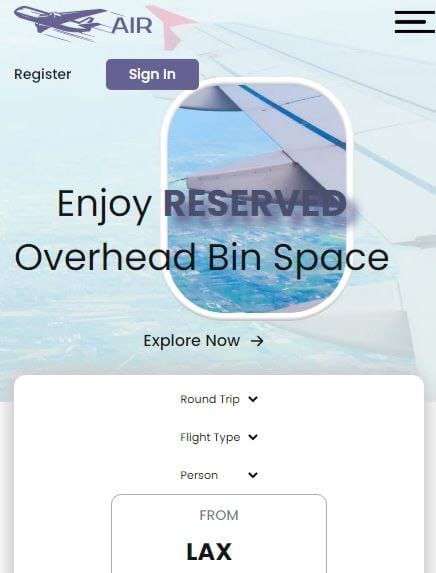 AIR
Register
Sign In
Enjoy RESERVED
Overhead Bin Space
Explore Now →
Round Trip
Flight Type
Person
FROM
LAX